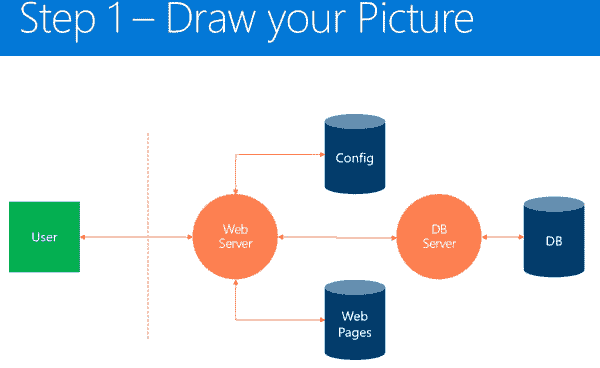 Step 1 – Draw your Picture
Config
User
Web
Server
DB
Server
DB
Web
Pages